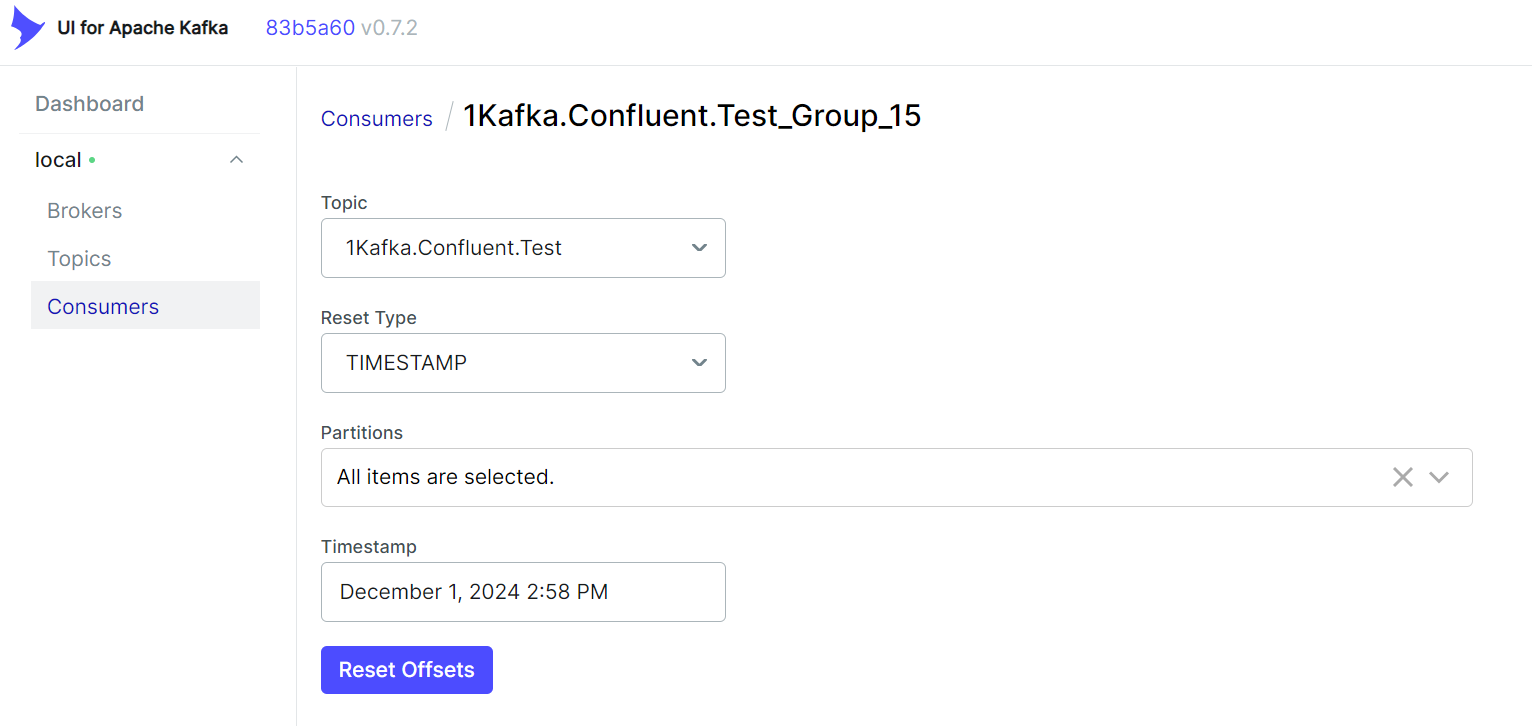 UI for Apache Kafka 83b5a60 v0.7.2
Dashboard
local
Brokers
Topics
Consumers
Consumers / 1Kafka.Confluent.Test_Group_15
Topic
1Kafka.Confluent.Test
Reset Type
TIMESTAMP
Partitions
All items are selected.
Timestamp
December 1, 2024 2:58 PM
Reset Offsets